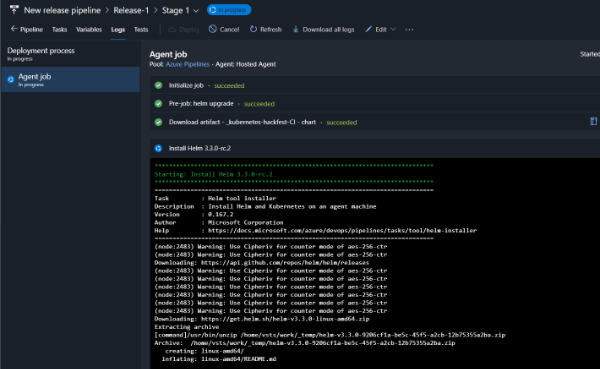 New release pipeline > Release-1 > Stage 1 In progress
Pipeline Tasks Variables Logs Tests Deploy Cancel Refresh Download all logs Edit ...
Deployment process
In progress
Agent job
In progress
Agent job
Started
Pool: Azure Pipelines · Agent: Hosted Agent
Initialize job · succeeded
Pre-job: helm upgrade · succeeded
Download artifact - _kubernetes-hackfest-CI - chart · succeeded
Install Helm 3.3.0-rc.2
******************************************************************************
Starting: Install Helm 3.3.0-rc.2
******************************************************************************
==============================================================================
Task : Helm tool installer
Description : Install Helm and Kubernetes on an agent machine
Version : 0.167.2
Author : Microsoft Corporation
Help : https://docs.microsoft.com/azure/devops/pipelines/tasks/tool/helm-installer
==============================================================================
(node:2483) Warning: Use Cipheriv for counter mode of aes-256-ctr
(node:2483) Warning: Use Cipheriv for counter mode of aes-256-ctr
Downloading: https://api.github.com/repos/helm/helm/releases
(node:2483) Warning: Use Cipheriv for counter mode of aes-256-ctr
(node:2483) Warning: Use Cipheriv for counter mode of aes-256-ctr
(node:2483) Warning: Use Cipheriv for counter mode of aes-256-ctr
(node:2483) Warning: Use Cipheriv for counter mode of aes-256-ctr
(node:2483) Warning: Use Cipheriv for counter mode of aes-256-ctr
Downloading: https://get.helm.sh/helm-v3.3.0-linux-amd64.zip
Extracting archive
[command]/usr/bin/unzip /home/vsts/work/_temp/helm-v3.3.0-9206cf1a-be5c-45f5-a2cb-12b75355a2ba.zip
Archive: /home/vsts/work/_temp/helm-v3.3.0-9206cf1a-be5c-45f5-a2cb-12b75355a2ba.zip
creating: linux-amd64/
inflating: linux-amd64/README.md